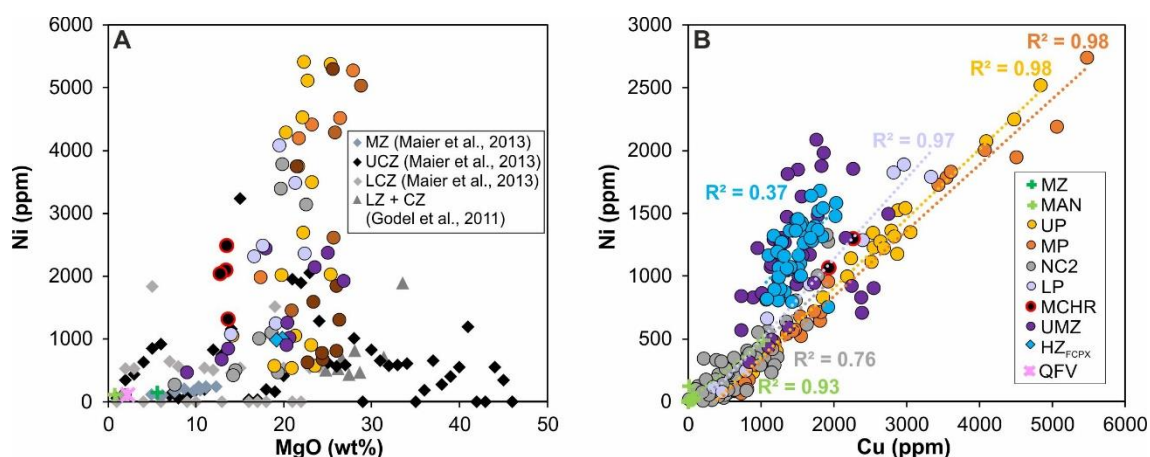 A
6000
5000
4000
3000
2000
1000
0
Ni (ppm)
0 10 20 30 40 50
MgO (wt%)
MZ (Maier et al., 2013)
UCZ (Maier et al., 2013)
LCZ (Maier et al., 2013)
LZ + CZ
(Godel et al., 2011)
B
3000
2500
2000
1500
1000
500
0
Ni (ppm)
0 1000 2000 3000 4000 5000 6000
Cu (ppm)
R² = 0.98
R² = 0.98
R² = 0.97
R² = 0.37
R² = 0.76
R² = 0.93
MZ
MAN
UP
MP
NC2
LP
MCHR
UMZ
HZFCPX
QFV